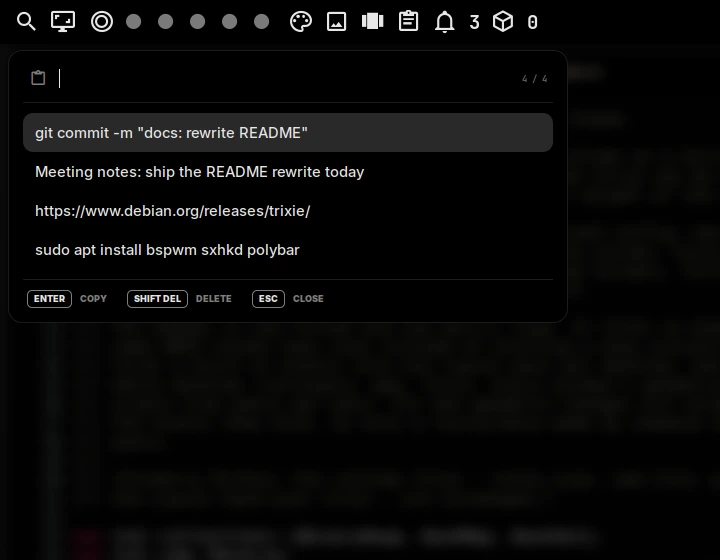 3 0
4 / 4
git commit -m "docs: rewrite README"
Meeting notes: ship the README rewrite today
https://www.debian.org/releases/trixie/
sudo apt install bspwm sxhkd polybar
ENTER COPY SHIFT DEL DELETE ESC CLOSE